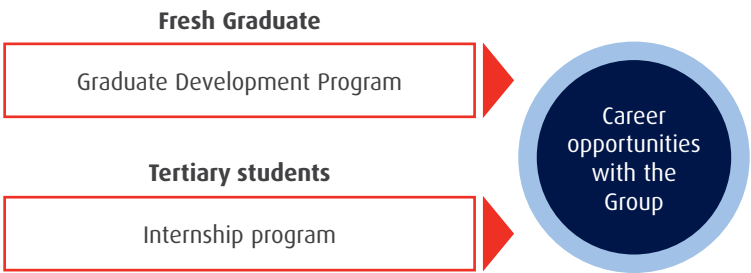 Fresh Graduate
Graduate Development Program
Tertiary students
Internship program
Career
opportunities
with the
Group